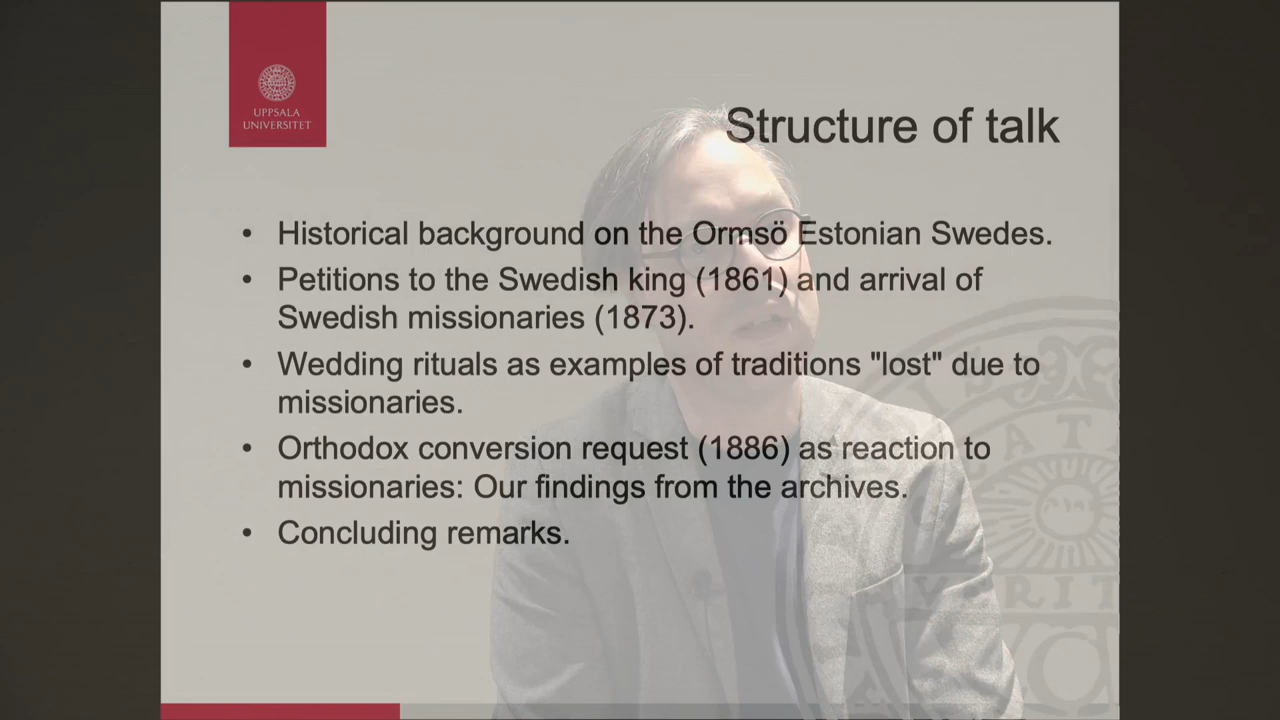 UPPSALA
UNIVERSITET
Structure of talk
• Historical background on the Ormsö Estonian Swedes.
• Petitions to the Swedish king (1861) and arrival of
Swedish missionaries (1873).
• Wedding rituals as examples of traditions "lost" due to
missionaries.
• Orthodox conversion request (1886) as reaction to
missionaries: Our findings from the archives.
• Concluding remarks.